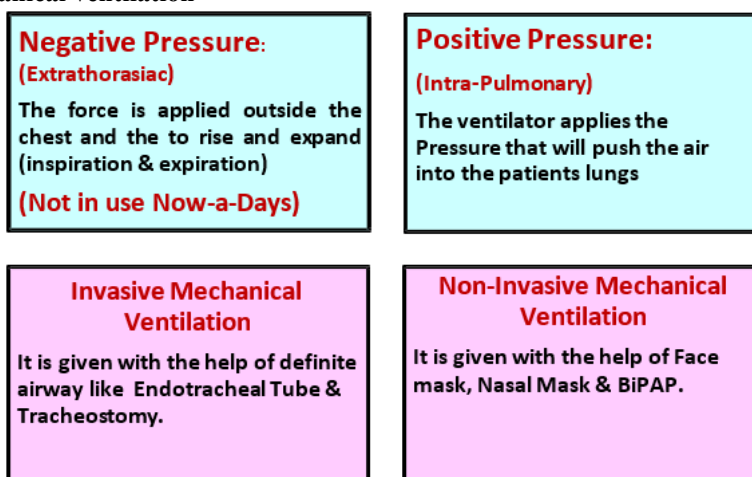 Negative Pressure:
(Extrathorasiac)
The force is applied outside the
chest and the to rise and expand
(inspiration & expiration)
(Not in use Now-a-Days)
Positive Pressure:
(Intra-Pulmonary)
The ventilator applies the
Pressure that will push the air
into the patients lungs
Invasive Mechanical
Ventilation
It is given with the help of definite
airway like Endotracheal Tube &
Tracheostomy.
Non-Invasive Mechanical
Ventilation
It is given with the help of Face
mask, Nasal Mask & BiPAP.